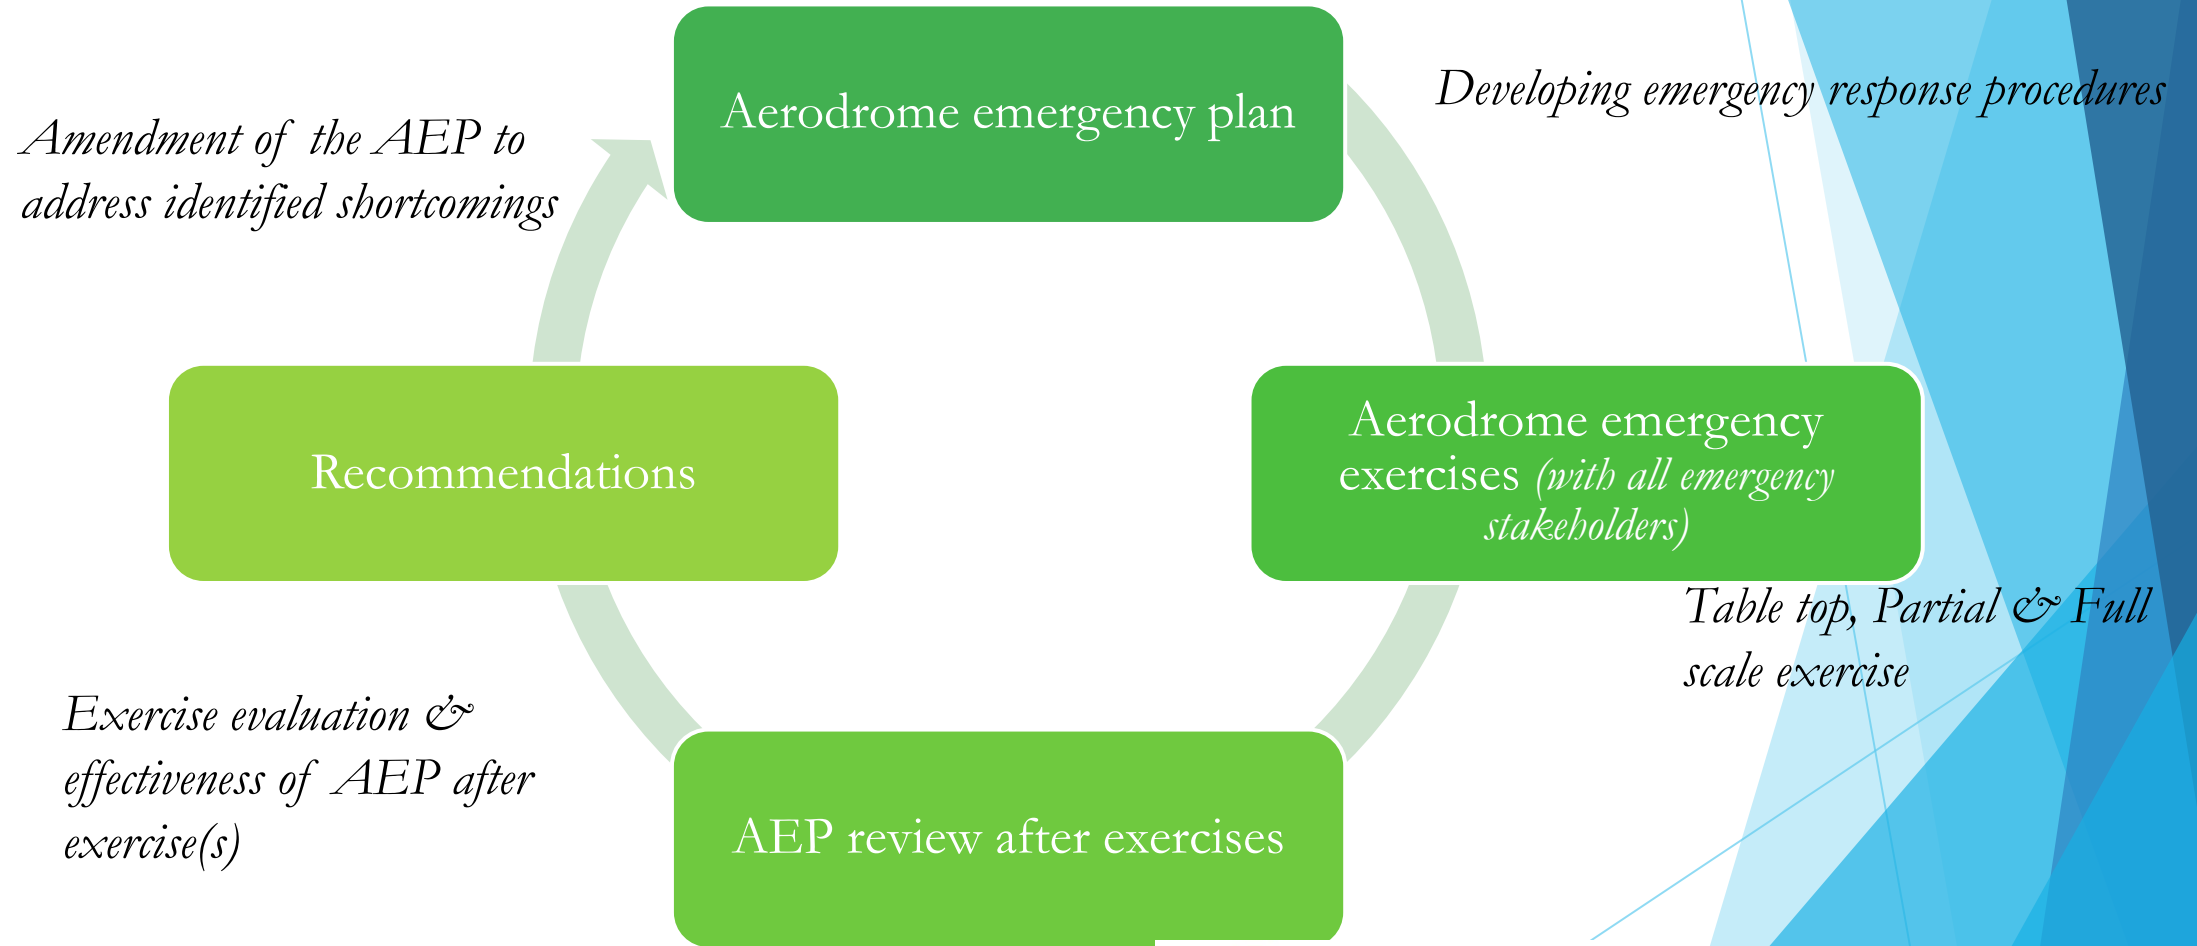 Aerodrome emergency plan
Developing emergency response procedures
Amendment of the AEP to
address identified shortcomings
Recommendations
Aerodrome emergency
exercises (with all emergency
stakeholders)
Table top, Partial & Full
scale exercise
Exercise evaluation &
effectiveness of AEP after
exercise(s)
AEP review after exercises